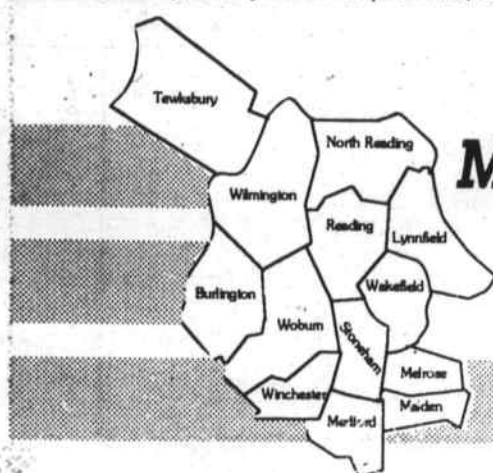 Tewksbury
North Reading
Wilmington
Reading
Lynnfield
Burlington
Wakefield
Woburn
Stoneham
Melrose
Winchester
Malden
Medford
M